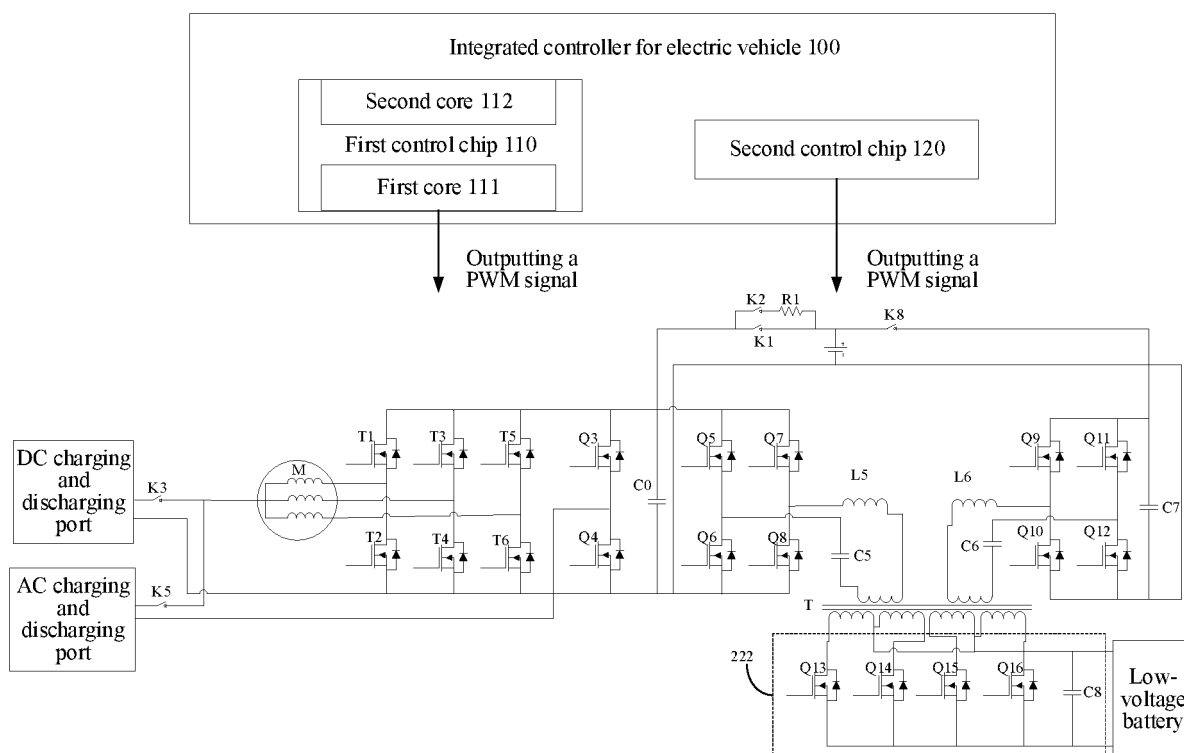 Integrated controller for electric vehicle 100
Second core 112
First control chip 110
First core 111
Second control chip 120
Outputting a
PWM signal
Outputting a
PWM signal
K2
R1
K1
K8
T1
T3
T5
Q3
Q5
Q7
Q9
Q11
DC charging
and
discharging
port
K3
M
C0
L5
L6
C7
T2
T4
T6
Q4
Q6
Q8
C5
C6
Q10
Q12
AC charging
and
discharging
port
K5
T
222
Q13
Q14
Q15
Q16
C8
Low-
voltage
battery